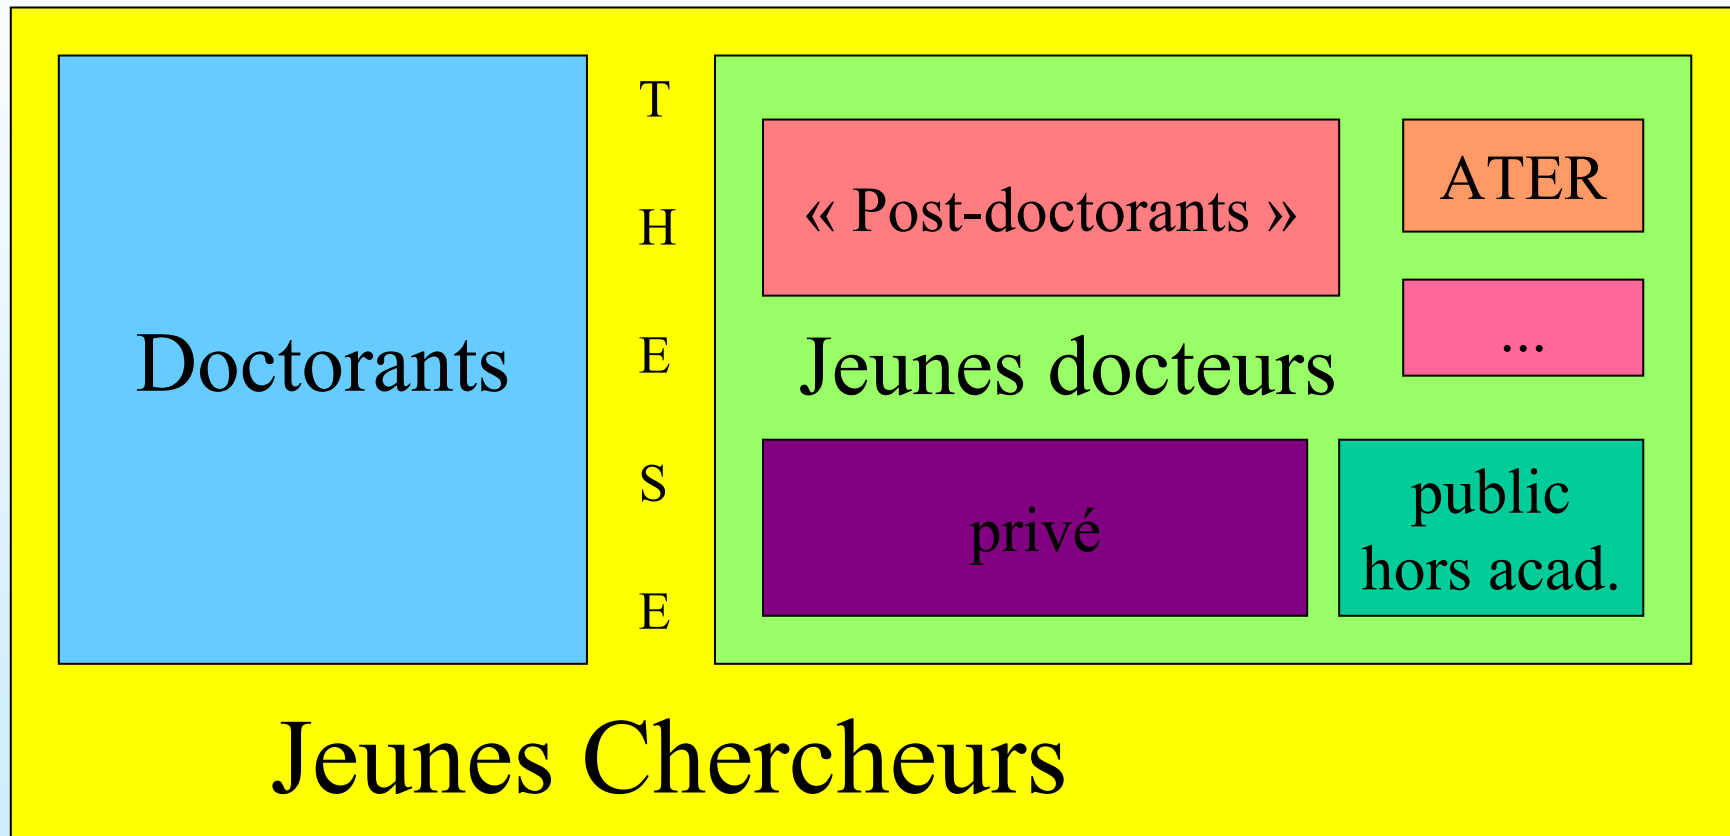 Doctorants
T
H
E
S
E
« Post-doctorants »
ATER
...
Jeunes docteurs
privé
public
hors acad.
Jeunes Chercheurs